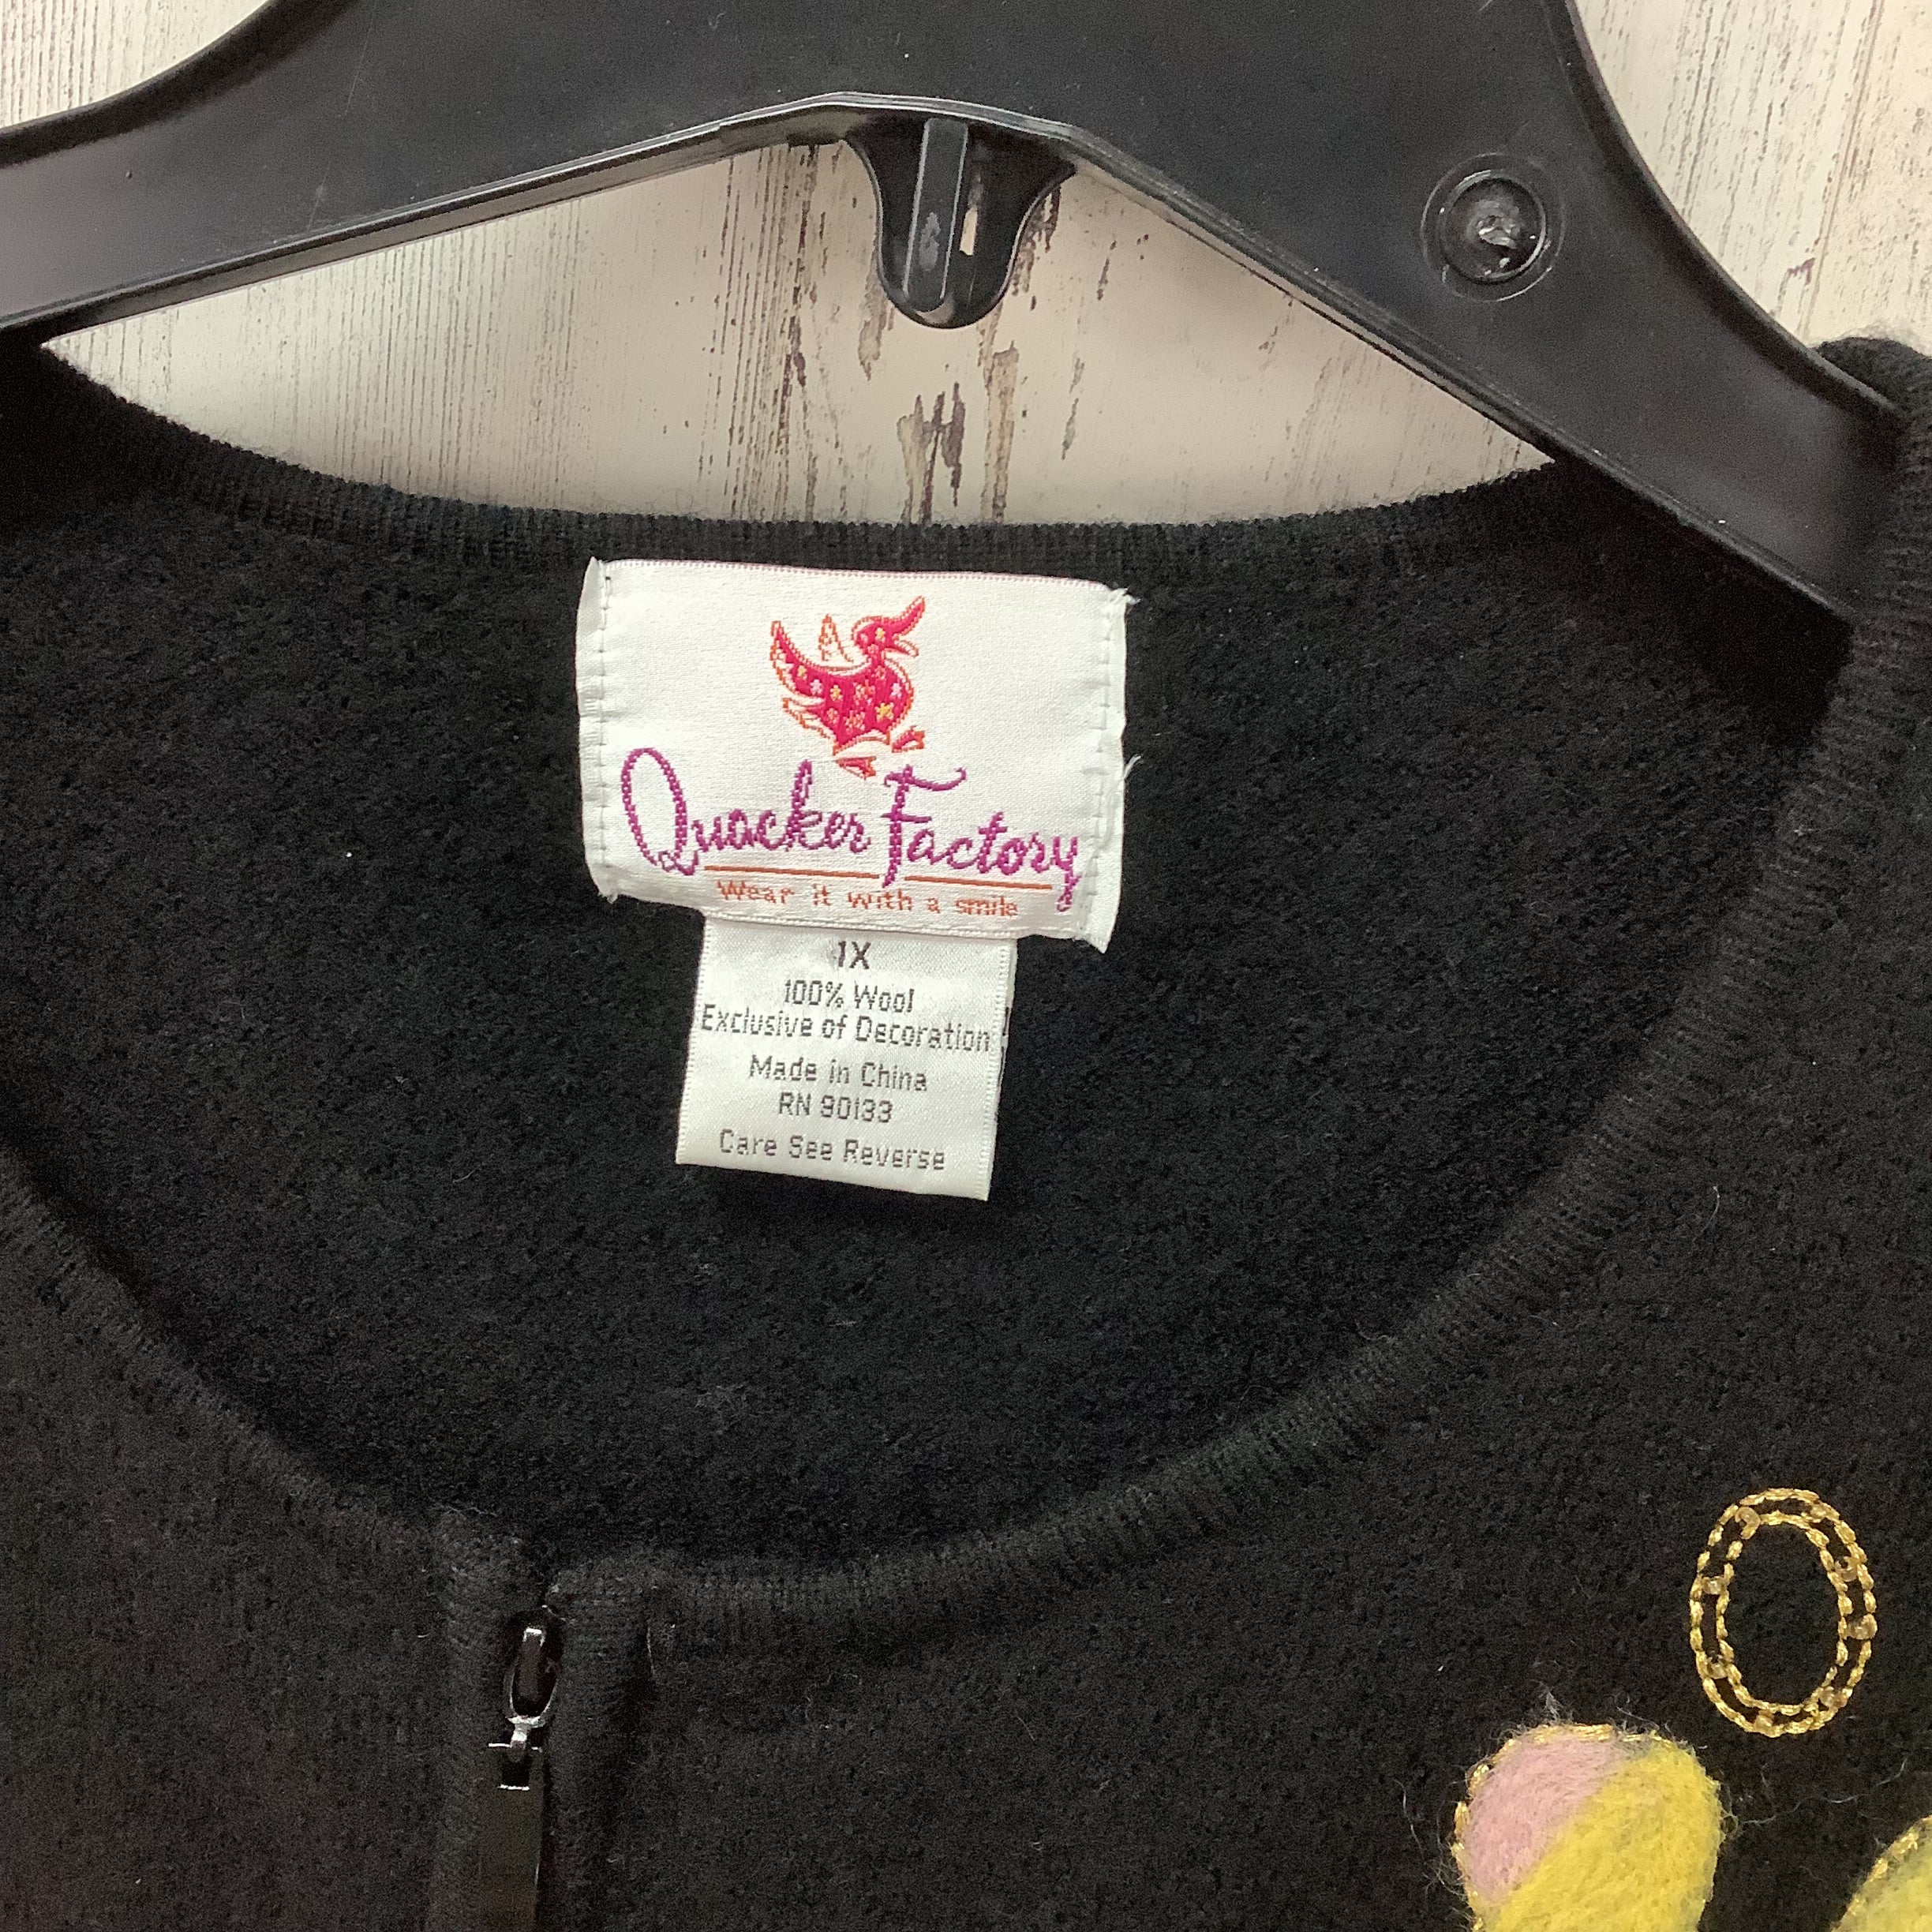 Quacker Factory
Wear it with a smile
1X
100% Wool
Exclusive of Decoration
Made in China
RN 90133
Care See Reverse